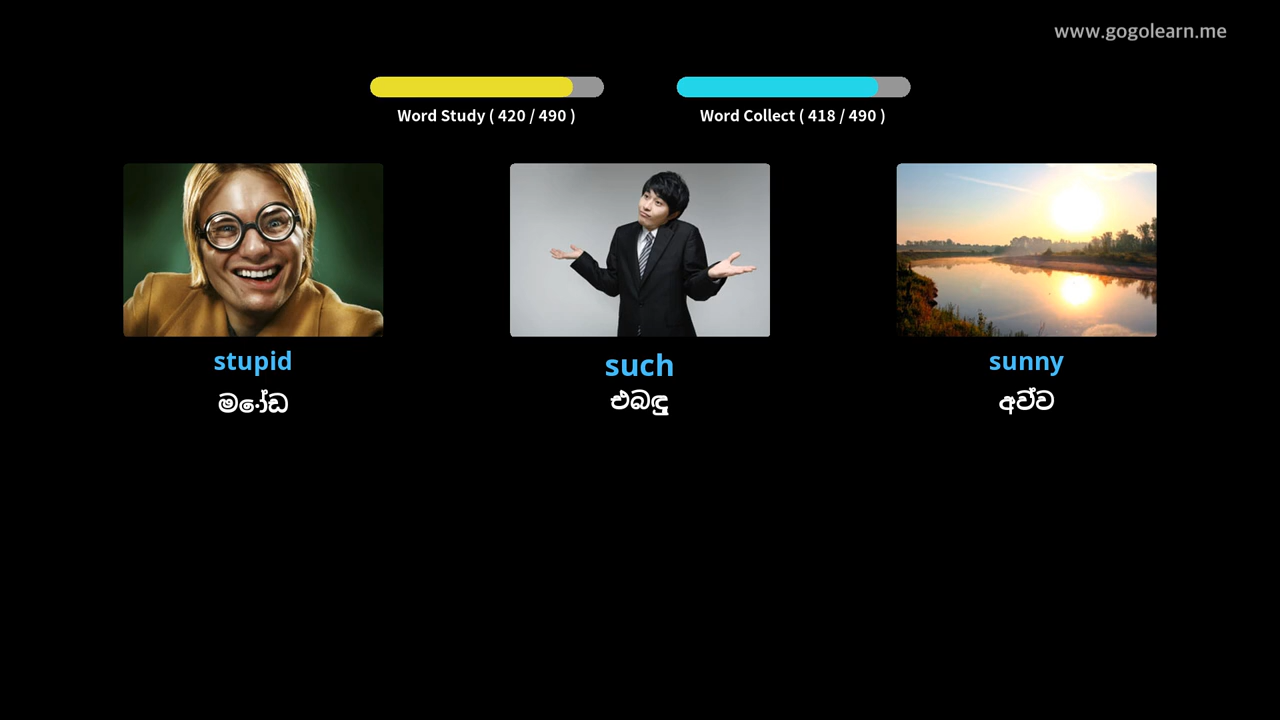 www.gogolearn.me
Word Study ( 420 / 490 )
Word Collect ( 418 / 490 )
stupid
such
sunny
මෝඩ
එබඳු
අව්ව